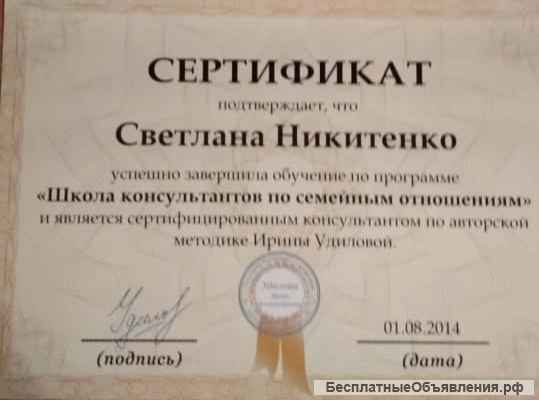 СЕРТИФИКАТ
подтверждает, что
Светлана Никитенко
успешно завершила обучение по программе
«Школа консультантов по семейным отношениям»
и является сертифицированным консультантом по авторской
методике Ирины Удиловой.
01.08.2014
(подпись)
(дата)
БесплатныеОбъявления.рф